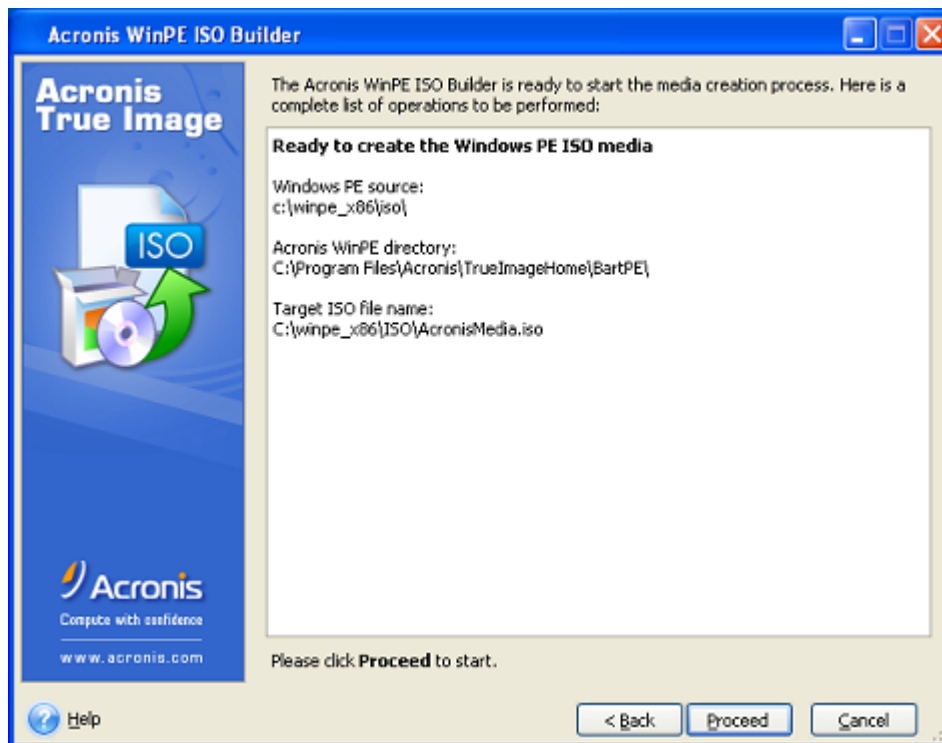 Acronis WinPE ISO Builder
Acronis
True Image
ISO
Acronis
Compute with confidence
www.acronis.com
The Acronis WinPE ISO Builder is ready to start the media creation process. Here is a
complete list of operations to be performed:
Ready to create the Windows PE ISO media
Windows PE source:
c:\winpe_x86\iso\
Acronis WinPE directory:
C:\Program Files\Acronis\TrueImageHome\BartPE\
Target ISO file name:
C:\winpe_x86\ISO\AcronisMedia.iso
Please click Proceed to start.
Help
< Back
Proceed
Cancel